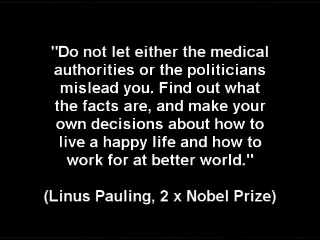 "Do not let either the medical
authorities or the politicians
mislead you. Find out what
the facts are, and make your
own decisions about how to
live a happy life and how to
work for at better world."
(Linus Pauling, 2 x Nobel Prize)